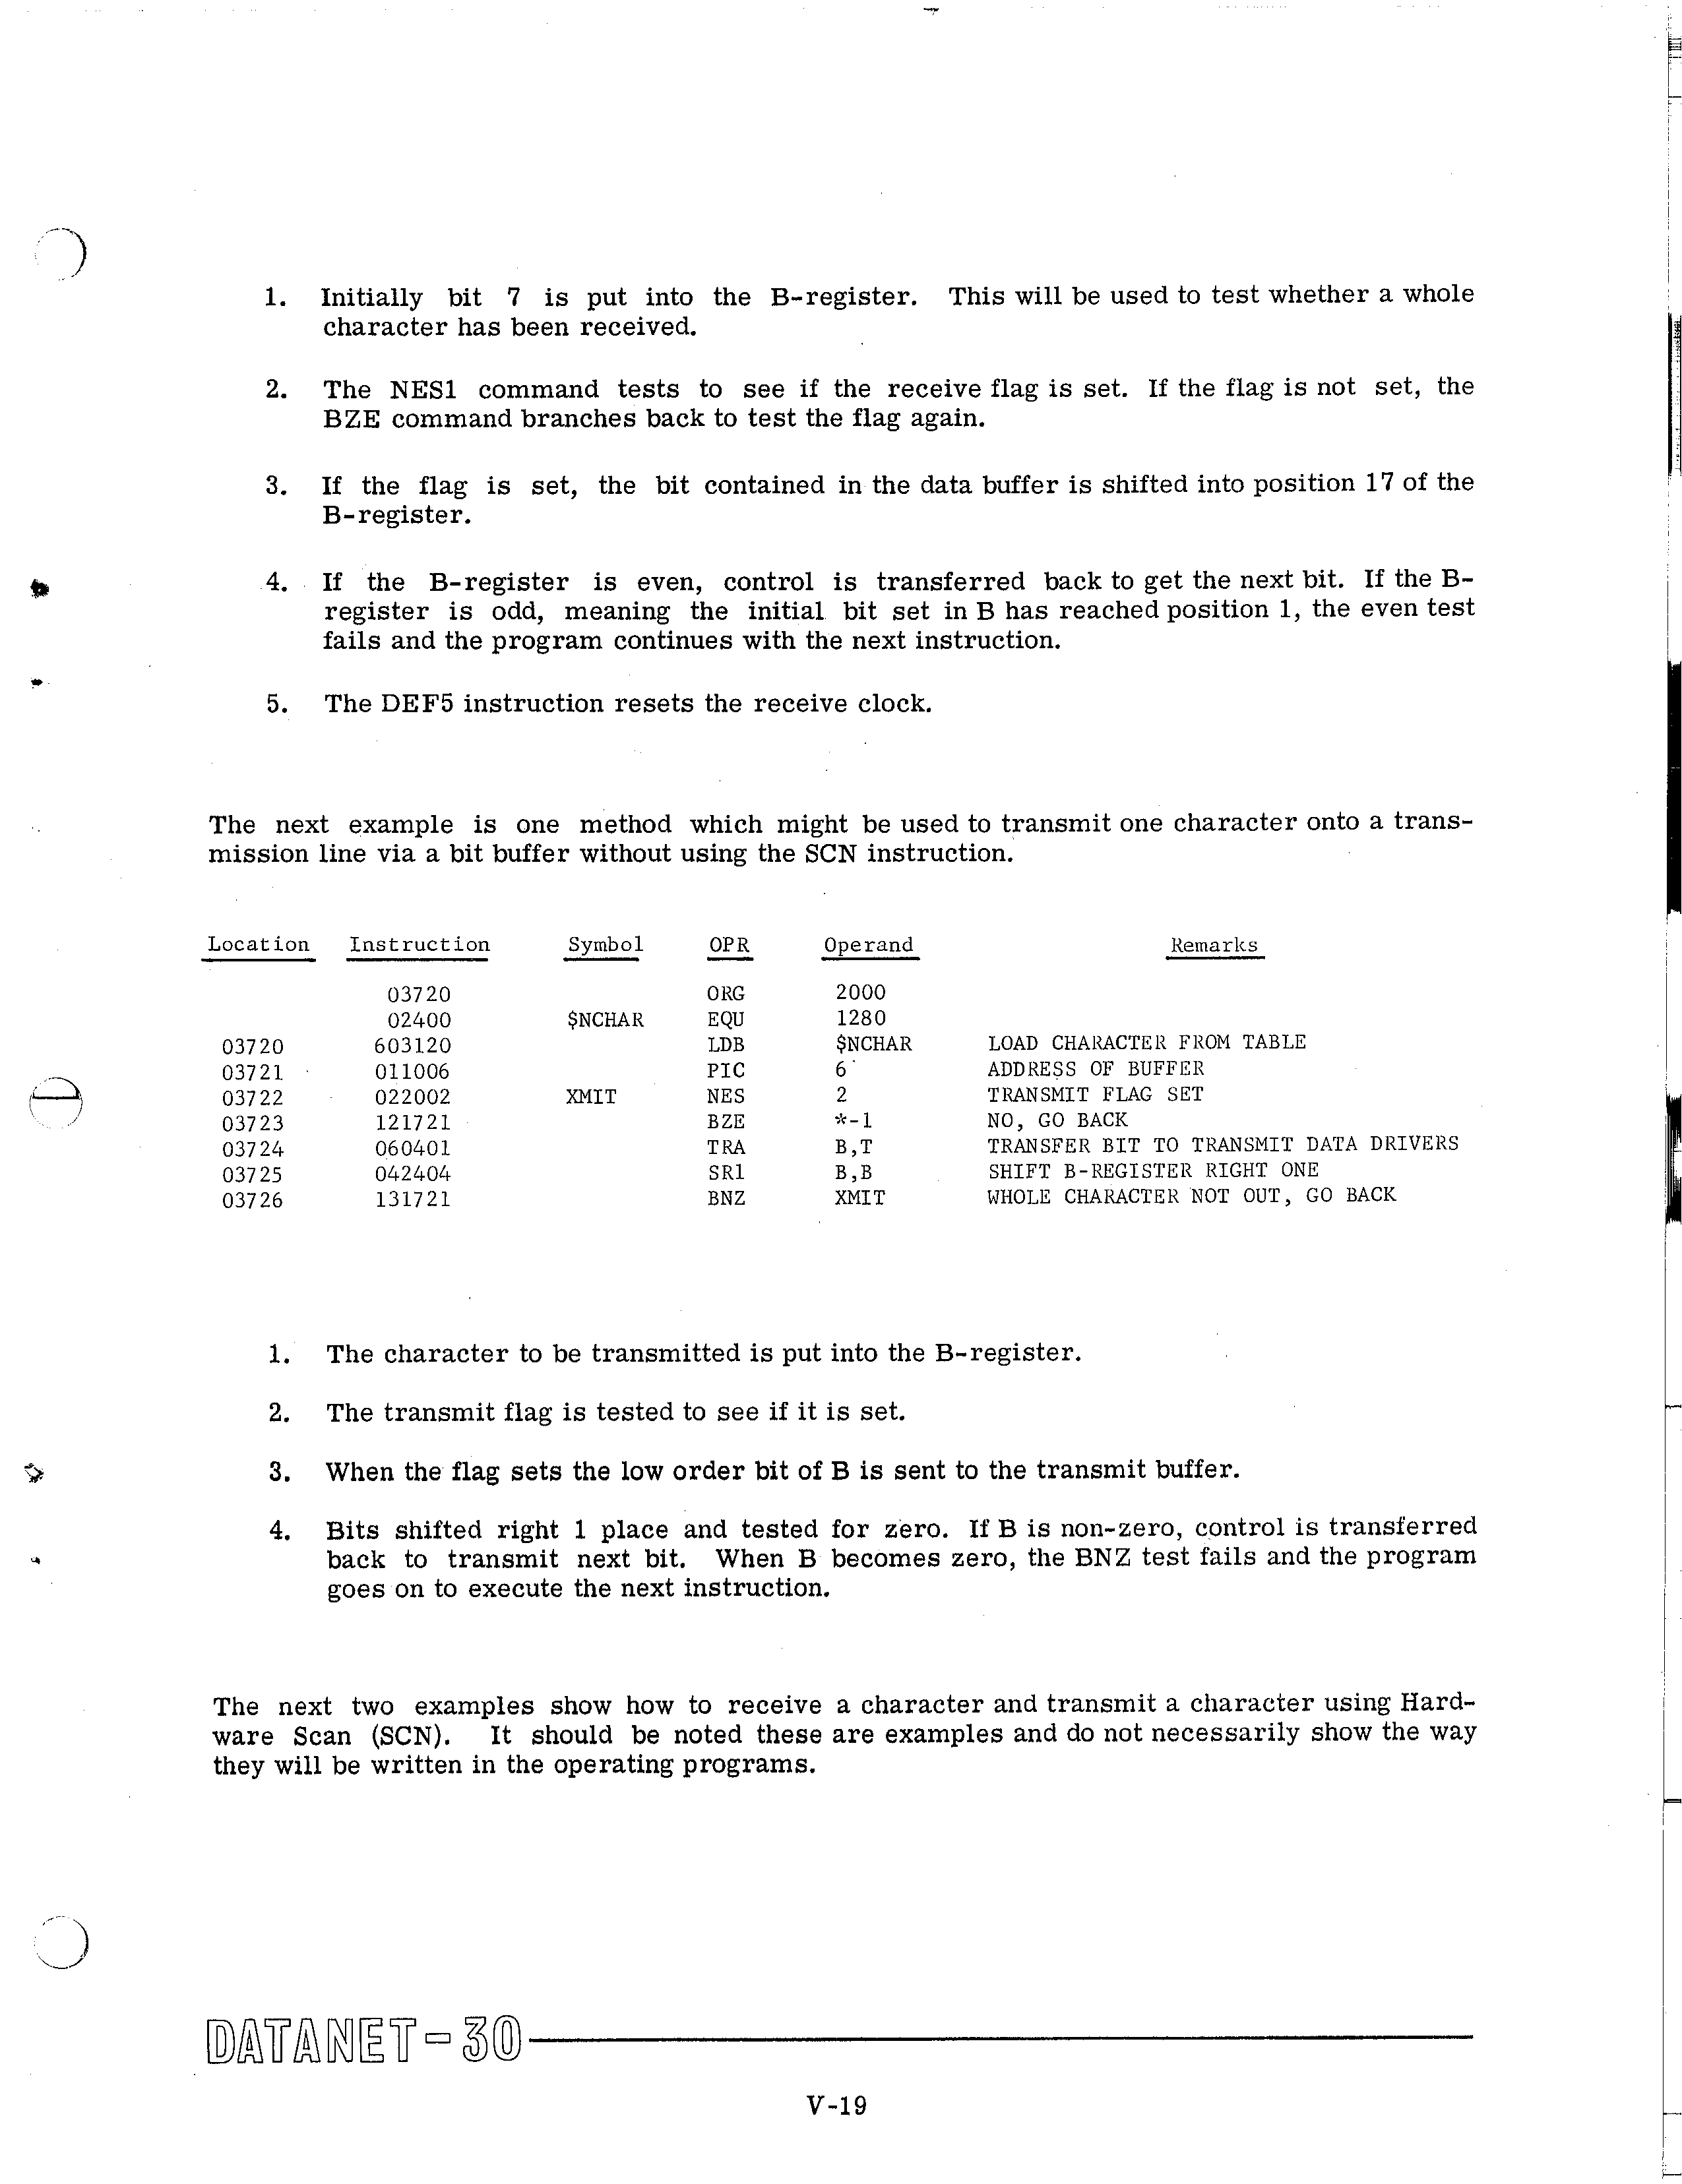 1. Initially bit 7 is put into the B-register. This will be used to test whether a whole
character has been received.
2. The NES1 command tests to see if the receive flag is set. If the flag is not set, the
BZE command branches back to test the flag again.
3. If the flag is set, the bit contained in the data buffer is shifted into position 17 of the
B-register.
4. If the B-register is even, control is transferred back to get the next bit. If the B-
register is odd, meaning the initial bit set in B has reached position 1, the even test
fails and the program continues with the next instruction.
5. The DEF5 instruction resets the receive clock.
The next example is one method which might be used to transmit one character onto a trans-
mission line via a bit buffer without using the SCN instruction.
Location Instruction Symbol OPR Operand Remarks
03720 ORG 2000
02400 $NCHAR EQU 1280
03720 603120 LDB $NCHAR LOAD CHARACTER FROM TABLE
03721 011006 PIC 6 ADDRESS OF BUFFER
03722 022002 XMIT NES 2 TRANSMIT FLAG SET
03723 121721 BZE *-1 NO, GO BACK
03724 060401 TRA B,T TRANSFER BIT TO TRANSMIT DATA DRIVERS
03725 042404 SR1 B,B SHIFT B-REGISTER RIGHT ONE
03726 131721 BNZ XMIT WHOLE CHARACTER NOT OUT, GO BACK
1. The character to be transmitted is put into the B-register.
2. The transmit flag is tested to see if it is set.
3. When the flag sets the low order bit of B is sent to the transmit buffer.
4. Bits shifted right 1 place and tested for zero. If B is non-zero, control is transferred
back to transmit next bit. When B becomes zero, the BNZ test fails and the program
goes on to execute the next instruction.
The next two examples show how to receive a character and transmit a character using Hard-
ware Scan (SCN). It should be noted these are examples and do not necessarily show the way
they will be written in the operating programs.
DATANET-30
V-19